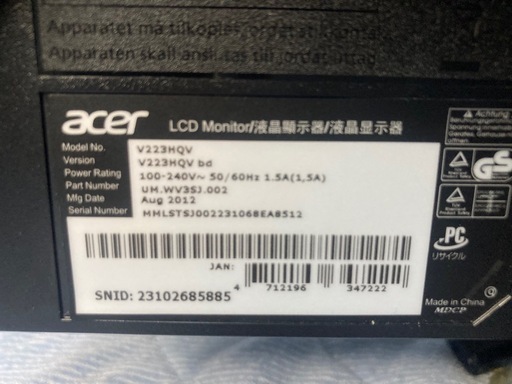 Apparatet må tilkoples jordet stikkontakt
Apparaten skall anslutas till jordat uttag
acer LCD Monitor/液晶顯示器/液晶显示器
Model No. V223HQV
Version V223HQV bd
Power Rating 100-240V~ 50/60Hz 1.5A(1,5A)
Part Number UM.WV3SJ.002
Mfg Date Aug 2012
Serial Number MMLSTSJ002231068EA8512
JAN:
4 712196 347222
SNID: 23102685885
Achtung:
GS
PC
リサイクル
Made in China
MDCP